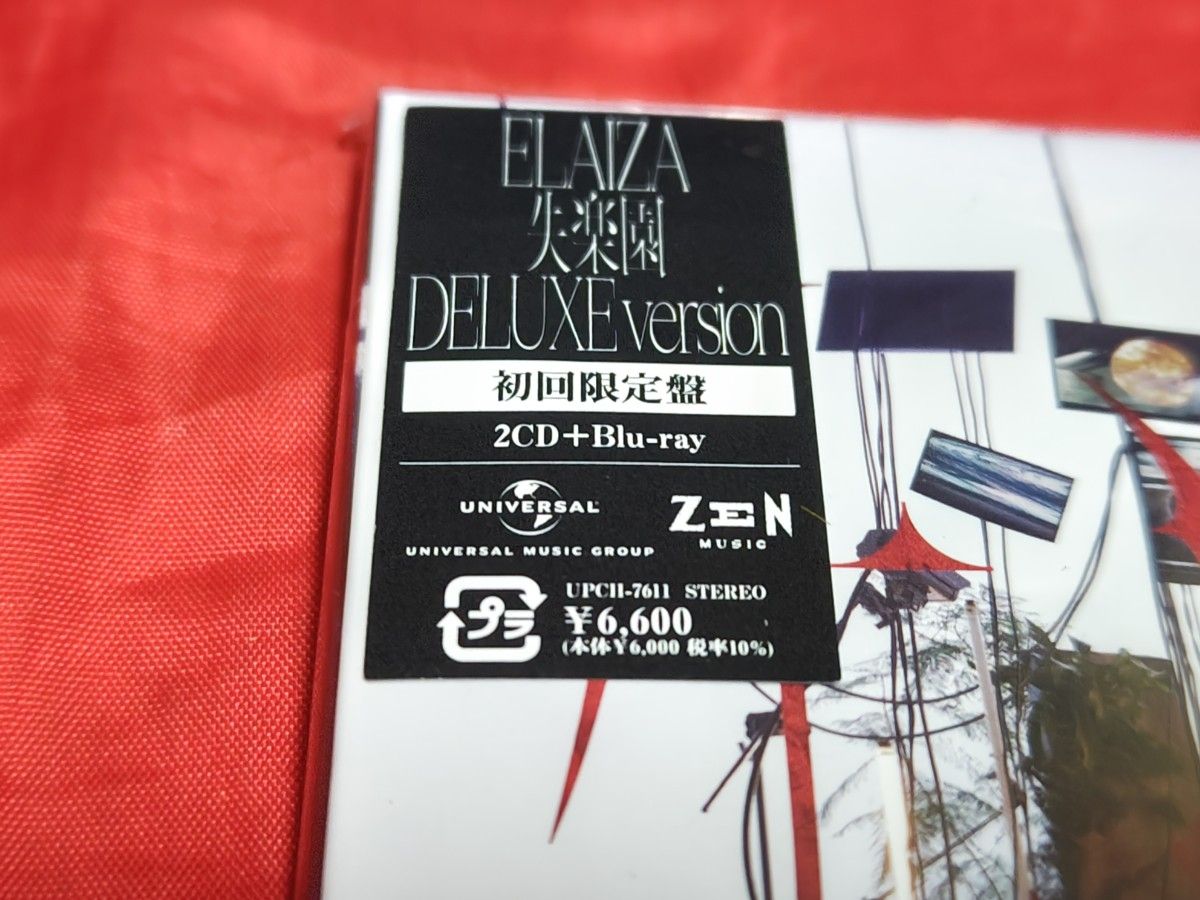 ELAIZA
失楽園
DELUXE version
初回限定盤
2CD+Blu-ray
UNIVERSAL
UNIVERSAL MUSIC GROUP
ZEN
MUSIC
プラ
UPCH-7611 STEREO
¥6,600
(本体¥6,000 税率10%)